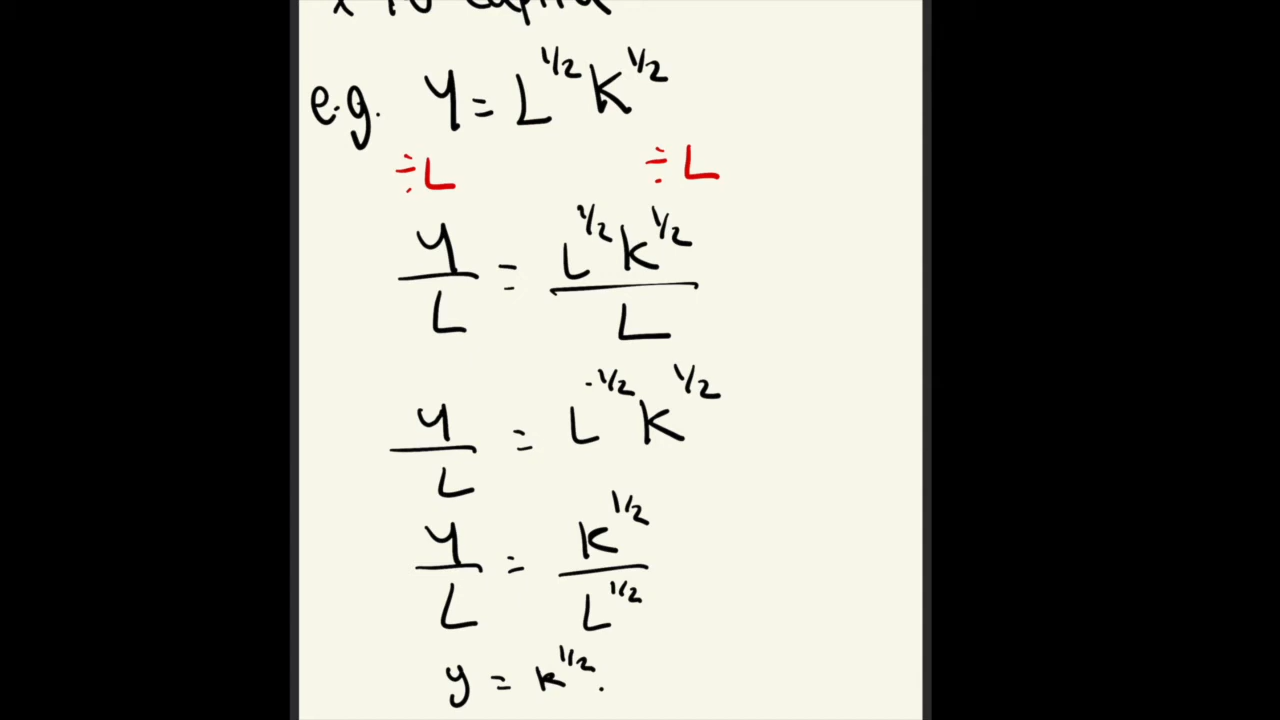 e.g. Y = L^1/2 K^1/2
÷L ÷L
Y/L = L^1/2 K^1/2 / L
Y/L = L^-1/2 K^1/2
Y/L = K^1/2 / L^1/2
y = k^1/2.